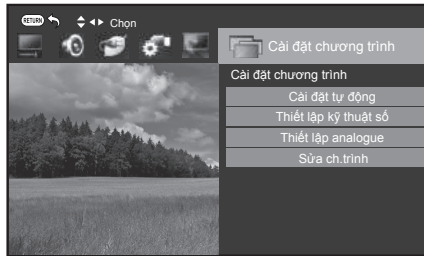 RETURN Chọn
Cài đặt chương trình
Cài đặt chương trình
Cài đặt tự động
Thiết lập kỹ thuật số
Thiết lập analogue
Sửa ch.trình